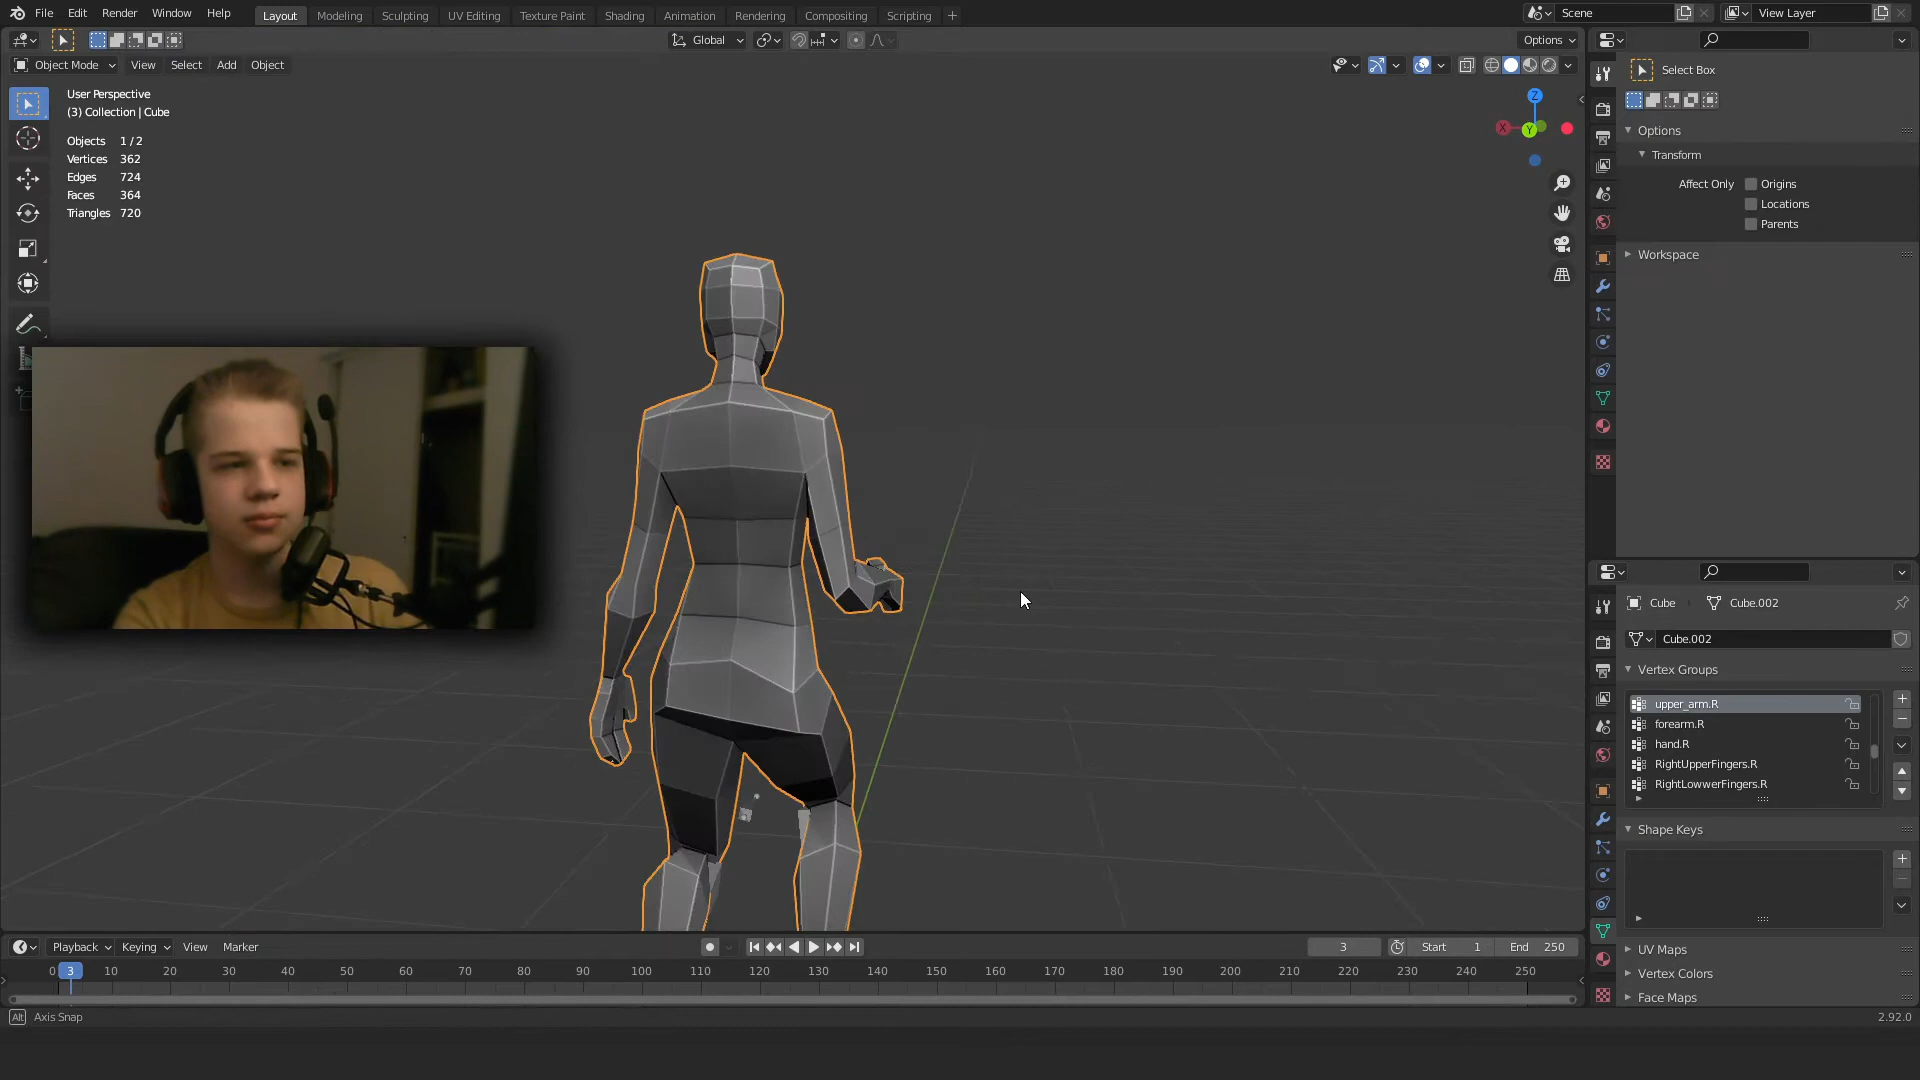 File Edit Render Window Help Layout Modeling Sculpting UV Editing Texture Paint Shading Animation Rendering Compositing Scripting + Scene View Layer
Global Options
Object Mode View Select Add Object
Select Box
User Perspective
(3) Collection | Cube
Objects 1 / 2
Vertices 362
Edges 724
Faces 364
Triangles 720
Z
X
Y
Options
Transform
Affect Only Origins
Locations
Parents
Workspace
Cube Cube.002
Cube.002
Vertex Groups
upper_arm.R
forearm.R
hand.R
RightUpperFingers.R
RightLowwerFingers.R
Shape Keys
UV Maps
Vertex Colors
Face Maps
Playback Keying View Marker 3 Start 1 End 250
0 3 10 20 30 40 50 60 70 80 90 100 110 120 130 140 150 160 170 180 190 200 210 220 230 240 250
Alt Axis Snap 2.92.0